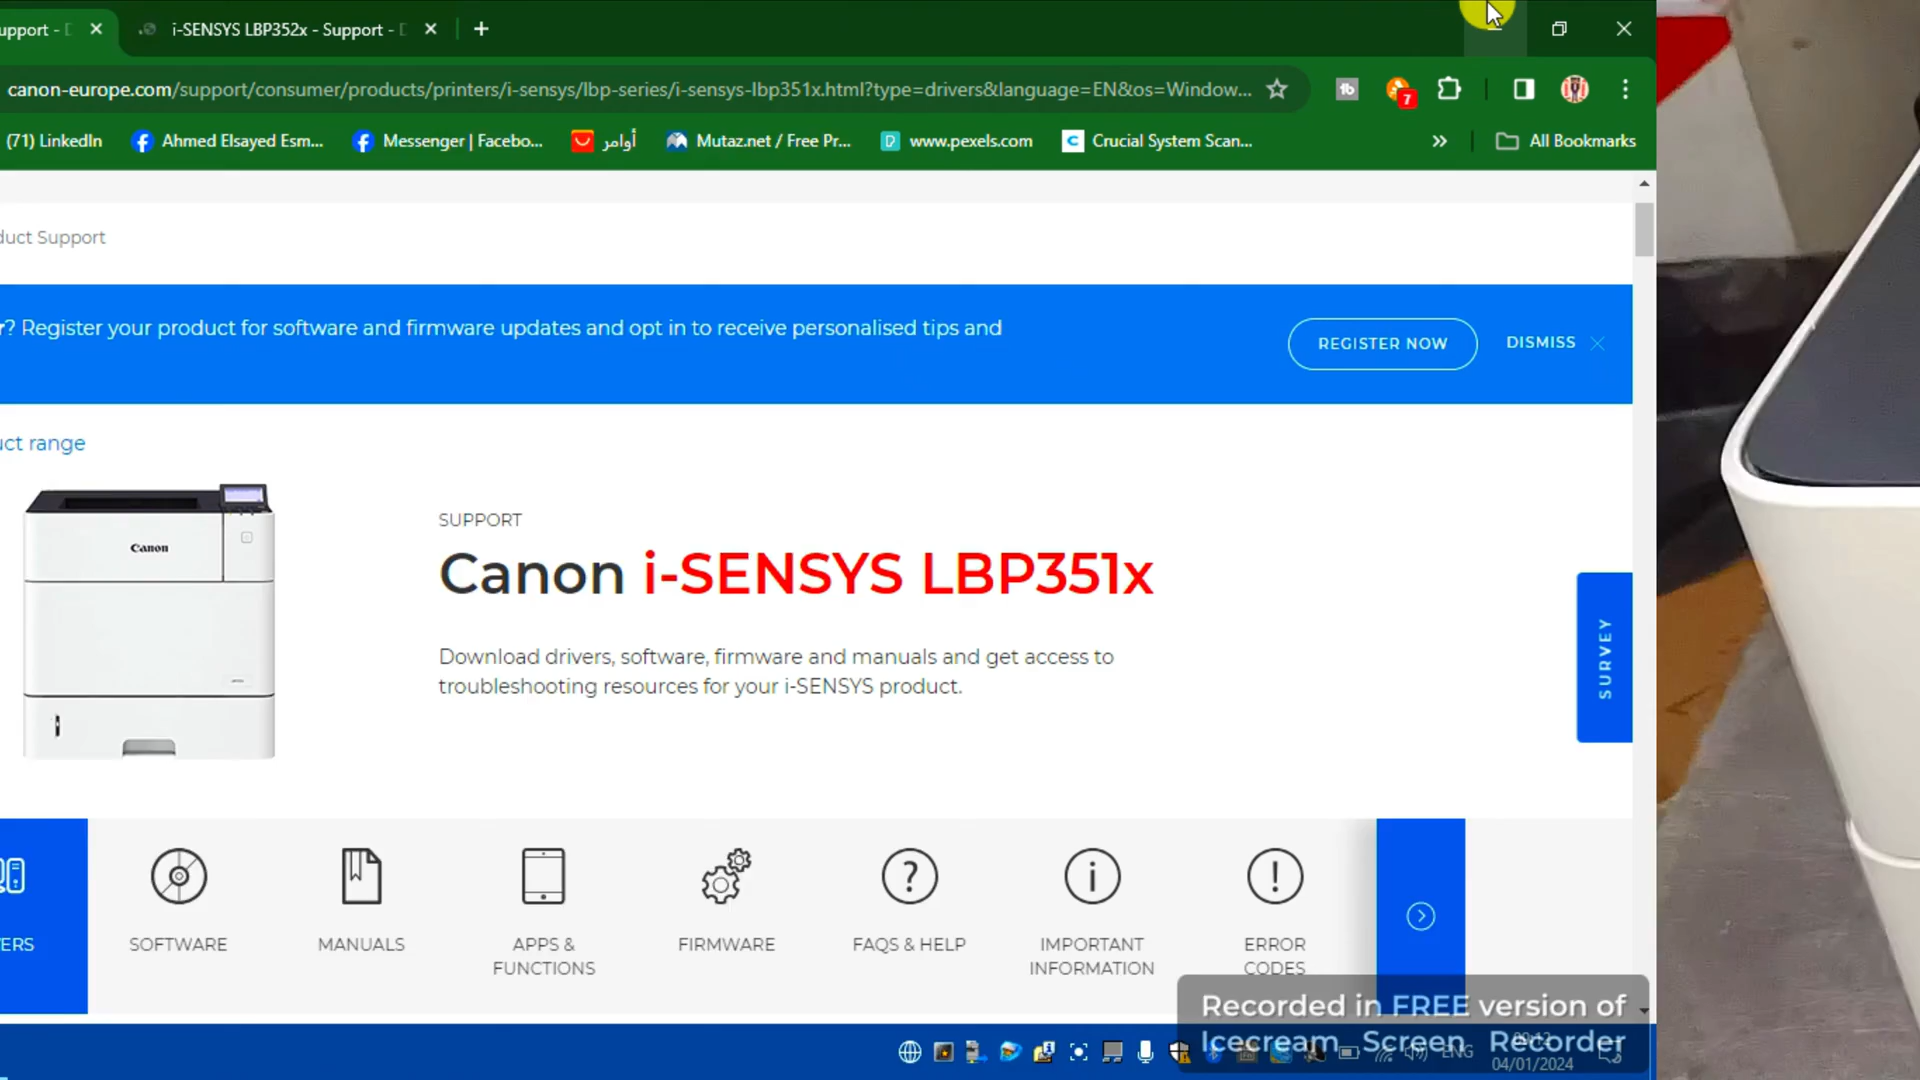 upport - D
i-SENSYS LBP352x - Support - D
canon-europe.com/support/consumer/products/printers/i-sensys/lbp-series/i-sensys-lbp351x.html?type=drivers&language=EN&os=Window...
7
(71) LinkedIn
Ahmed Elsayed Esm...
Messenger | Facebo...
أوامر
Mutaz.net / Free Pr...
www.pexels.com
Crucial System Scan...
»
All Bookmarks
duct Support
r? Register your product for software and firmware updates and opt in to receive personalised tips and
REGISTER NOW
DISMISS
uct range
Canon
SUPPORT
Canon i-SENSYS LBP351x
Download drivers, software, firmware and manuals and get access to
troubleshooting resources for your i-SENSYS product.
SURVEY
ERS
SOFTWARE
MANUALS
APPS &
FUNCTIONS
FIRMWARE
FAQS & HELP
IMPORTANT
INFORMATION
ERROR
CODES
Recorded in FREE version of
Icecream Screen Recorder
ENG
04/01/2024